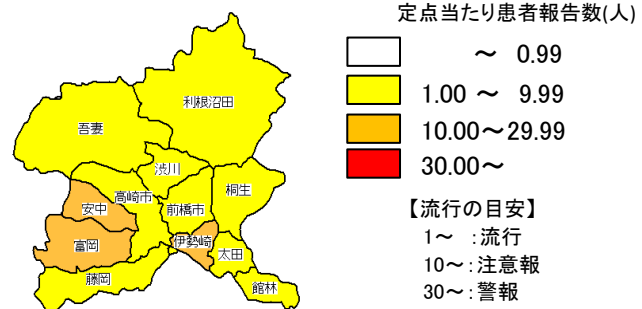 定点当たり患者報告数(人)
～ 0.99
1.00 ～ 9.99
10.00～29.99
30.00～
【流行の目安】
1～ :流行
10～:注意報
30～:警報
利根沼田
吾妻
渋川
桐生
高崎市
安中
前橋市
伊勢崎
富岡
太田
藤岡
館林